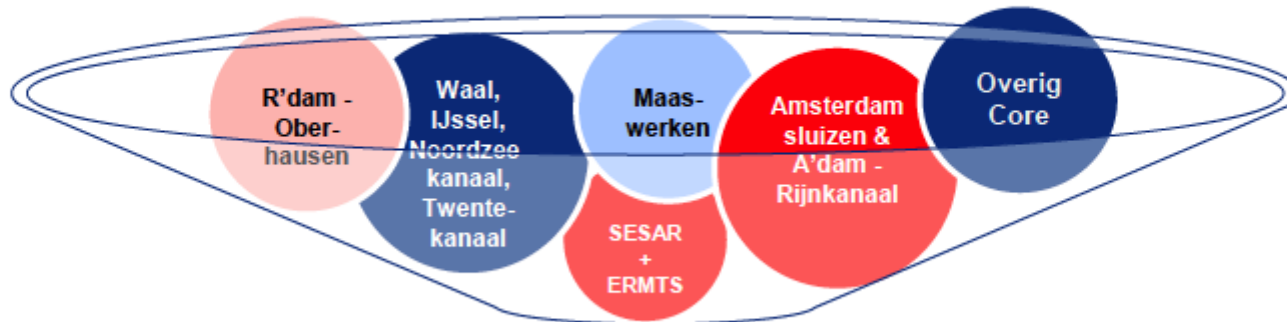 R'dam -
Ober-
hausen
Waal,
IJssel,
Noordzee
kanaal,
Twente-
kanaal
Maas-
werken
SESAR
+
ERMTS
Amsterdam
sluizen &
A'dam -
Rijnkanaal
Overig
Core